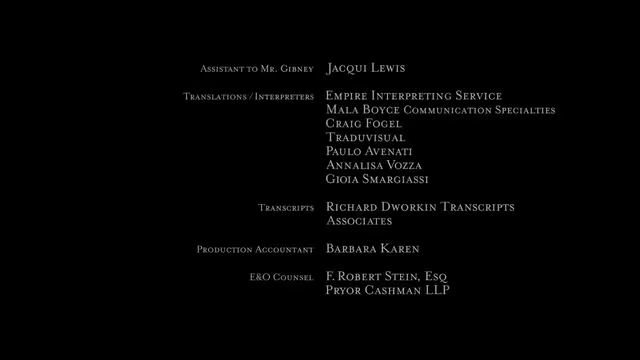 Assistant to Mr. Gibney Jacqui Lewis
Translations / Interpreters Empire Interpreting Service
Mala Boyce Communication Specialties
Craig Fogel
Traduvisual
Paulo Avenati
Annalisa Vozza
Gioia Smargiassi
Transcripts Richard Dworkin Transcripts
Associates
Production Accountant Barbara Karen
E&O Counsel F. Robert Stein, Esq
Pryor Cashman LLP